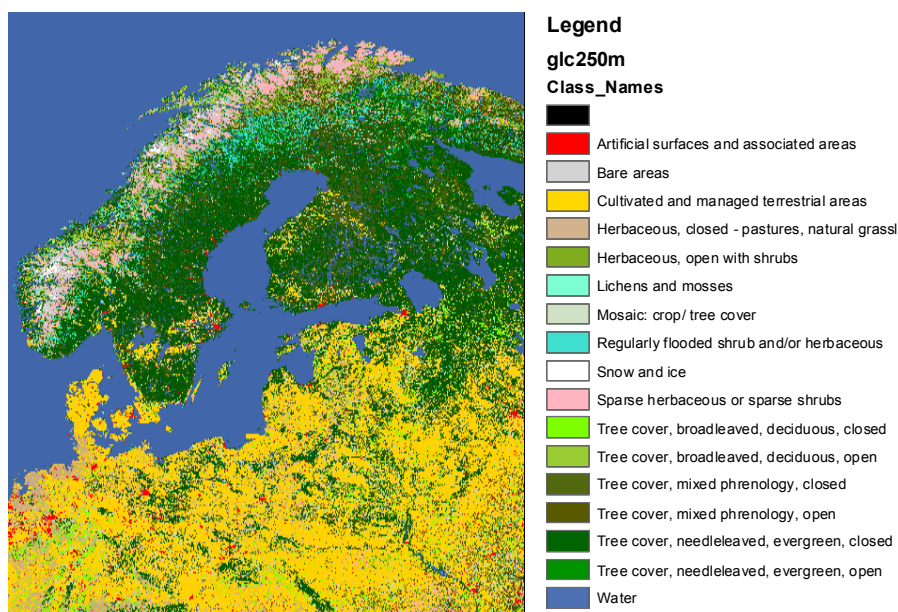 Legend
glc250m
Class_Names
Artificial surfaces and associated areas
Bare areas
Cultivated and managed terrestrial areas
Herbaceous, closed - pastures, natural grassl
Herbaceous, open with shrubs
Lichens and mosses
Mosaic: crop/ tree cover
Regularly flooded shrub and/or herbaceous
Snow and ice
Sparse herbaceous or sparse shrubs
Tree cover, broadleaved, deciduous, closed
Tree cover, broadleaved, deciduous, open
Tree cover, mixed phrenology, closed
Tree cover, mixed phrenology, open
Tree cover, needleleaved, evergreen, closed
Tree cover, needleleaved, evergreen, open
Water